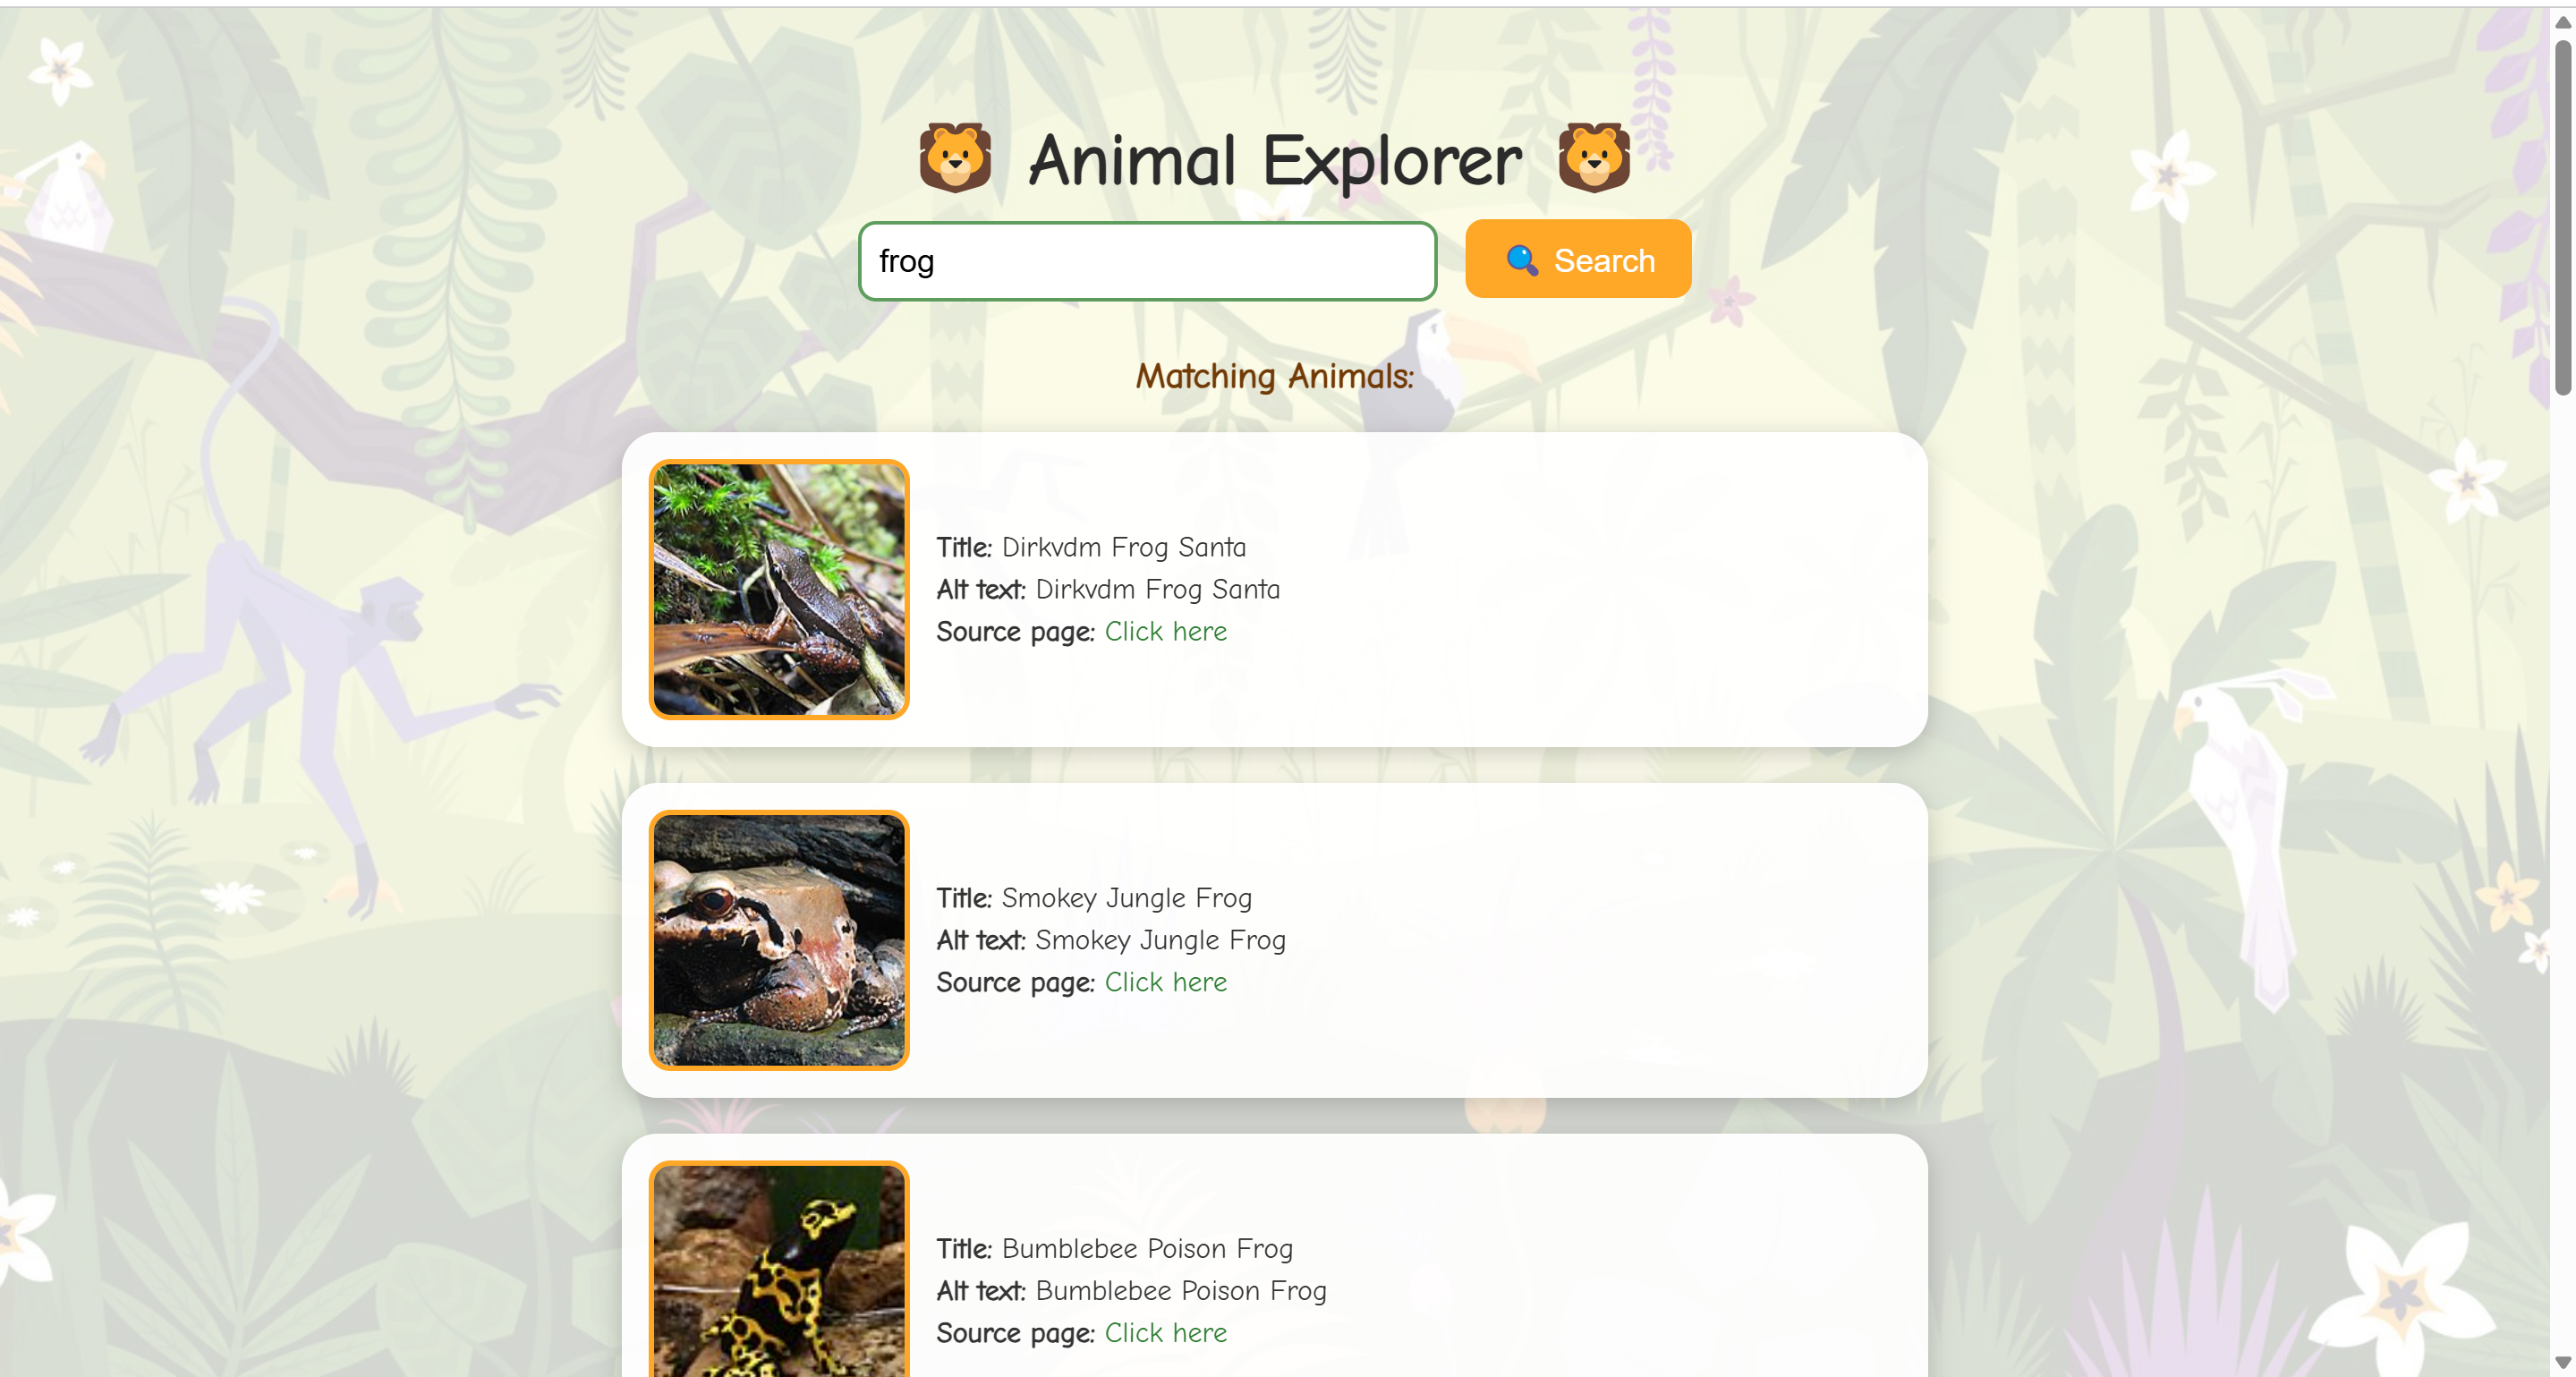 Animal Explorer
frog
Search
Matching Animals:
Title: Dirkvdm Frog Santa
Alt text: Dirkvdm Frog Santa
Source page: Click here
Title: Smokey Jungle Frog
Alt text: Smokey Jungle Frog
Source page: Click here
Title: Bumblebee Poison Frog
Alt text: Bumblebee Poison Frog
Source page: Click here